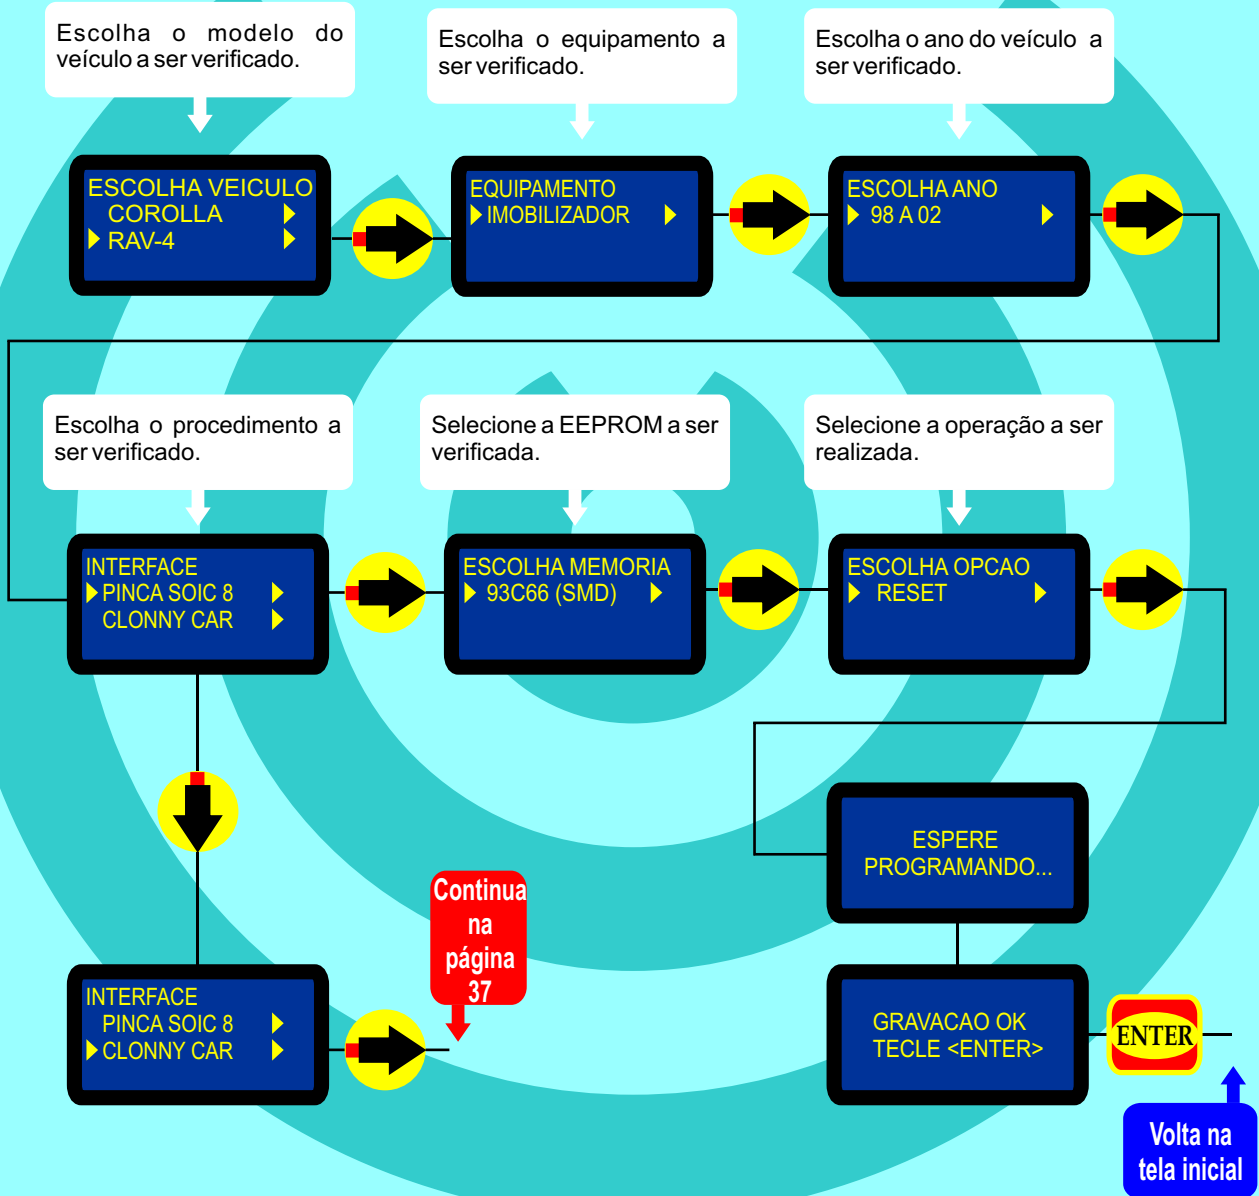 Escolha o modelo do
veículo a ser verificado.
Escolha o equipamento a
ser verificado.
Escolha o ano do veículo a
ser verificado.
ESCOLHA VEICULO
COROLLA
RAV-4
EQUIPAMENTO
IMOBILIZADOR
ESCOLHA ANO
98 A 02
Escolha o procedimento a
ser verificado.
Selecione a EEPROM a ser
verificada.
Selecione a operação a ser
realizada.
INTERFACE
PINCA SOIC 8
CLONNY CAR
ESCOLHA MEMORIA
93C66 (SMD)
ESCOLHA OPCAO
RESET
ESPERE
PROGRAMANDO...
Continua
na
página
37
INTERFACE
PINCA SOIC 8
CLONNY CAR
GRAVACAO OK
TECLE <ENTER>
ENTER
Volta na
tela inicial